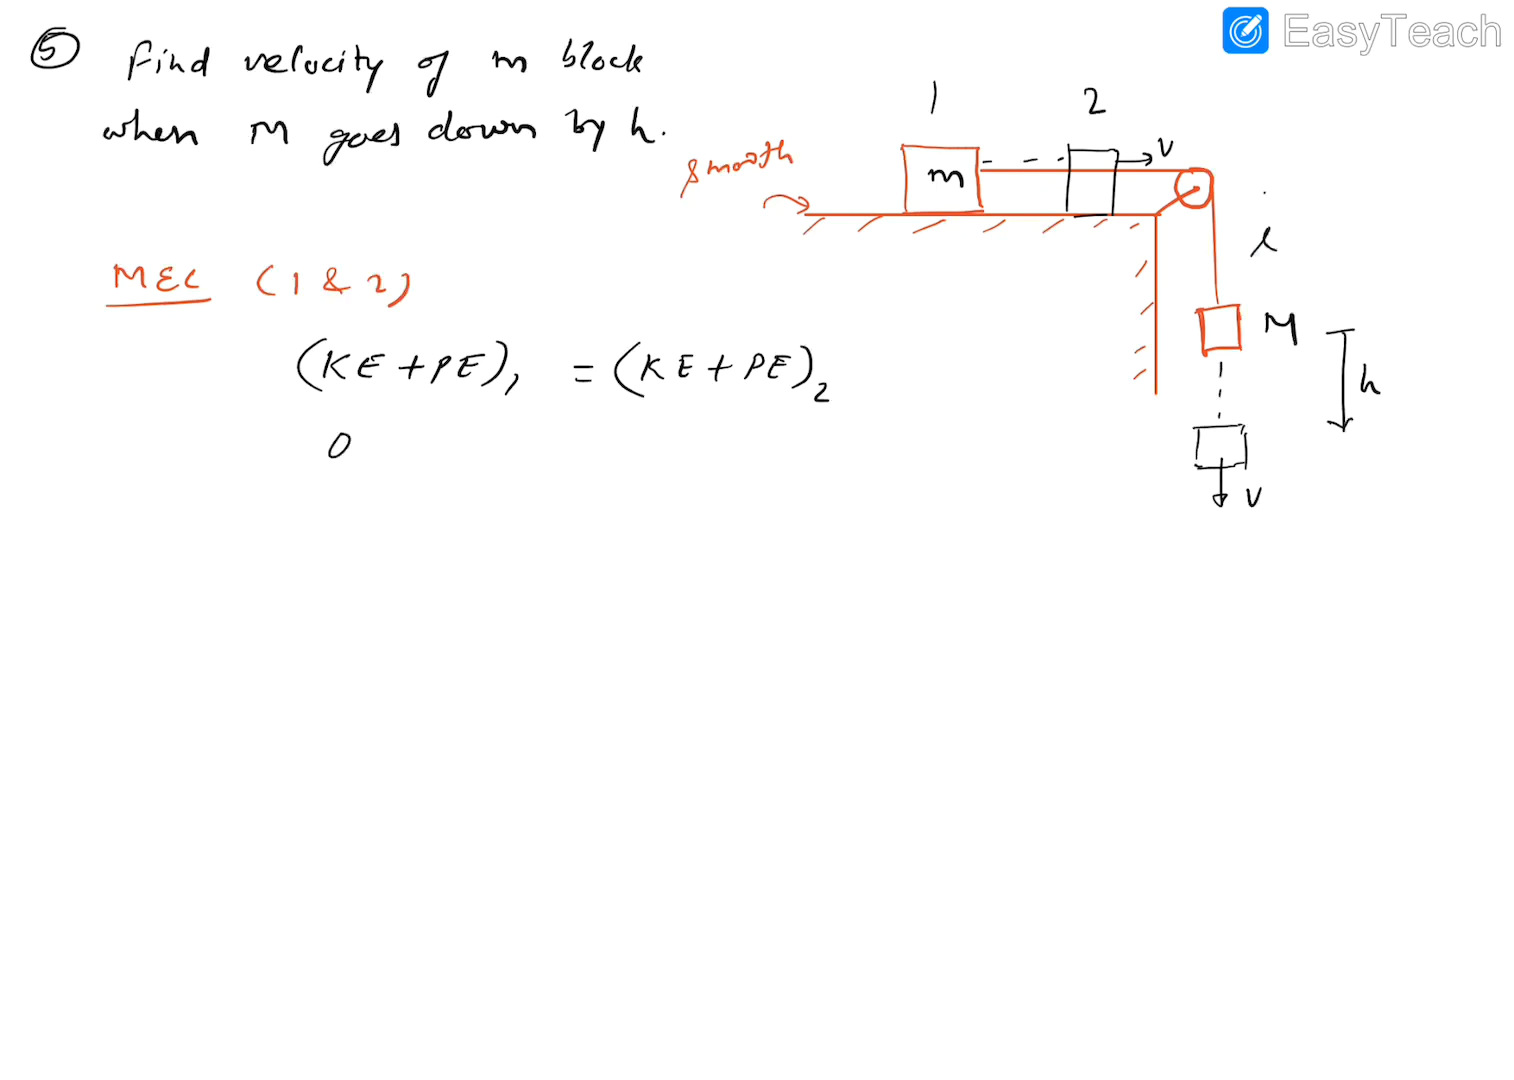 EasyTeach
5 Find velocity of m block
when M goes down by h.
smooth
1 2
m
v
M
h
v
MEC (1 & 2)
(KE + PE)₁ = (KE + PE)₂
0